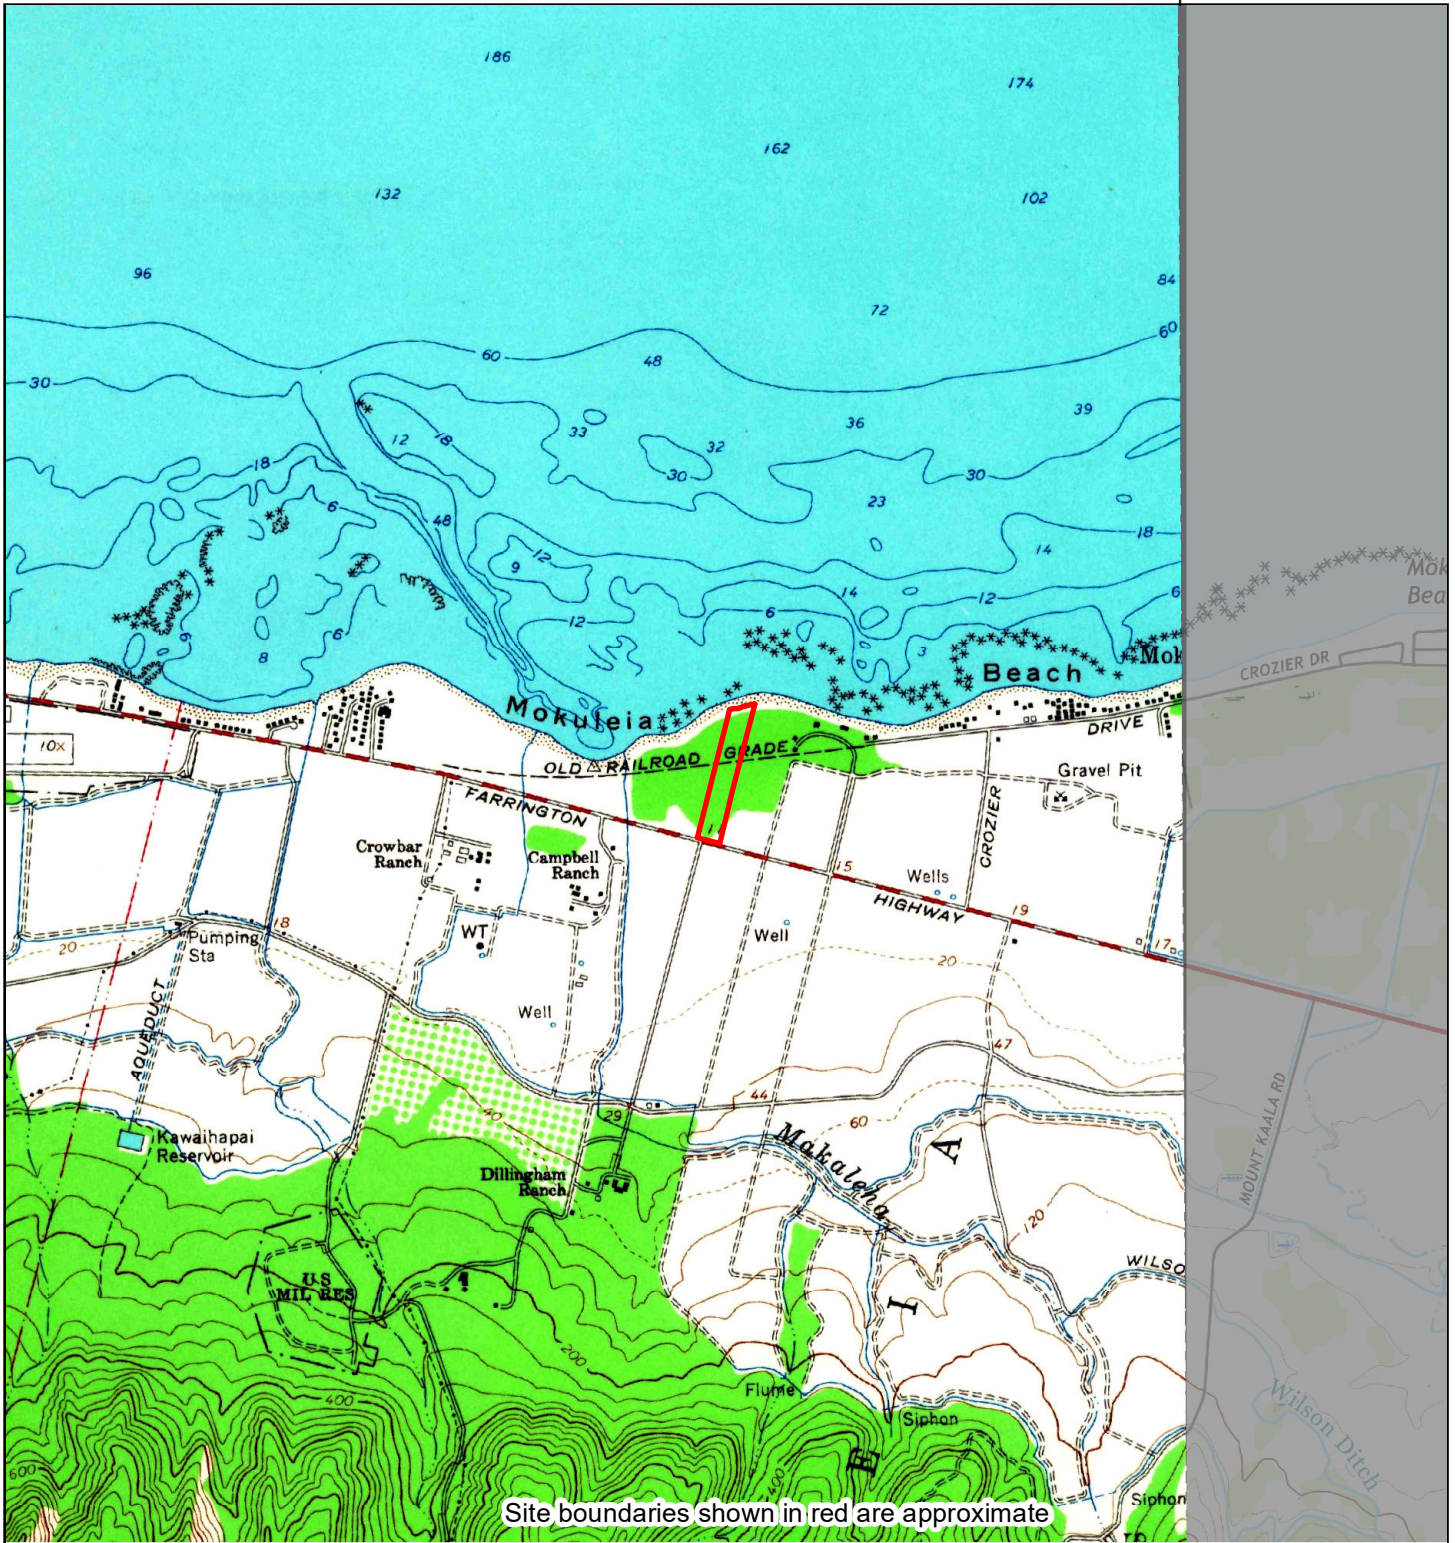 186
174
162
132
102
96
84
72
60
60
48
30
39
36
33
12
18
32
30
30
18
23
6
48
18
12
14
9
14
12
6
6
12
6
6
8
3
Mok
Bea
Mok
Beach
CROZIER DR
Mokuleia
DRIVE
GRADE
OLD RAILROAD
10x
Gravel Pit
FARRINGTON
CROZIER
Crowbar
Ranch
Campbell
Ranch
15
Wells
HIGHWAY
19
18
WT
Well
17
Pumping
Sta
20
20
Well
AQUEDUCT
47
44
40
29
60
MOUNT KAALA RD
Kawaihapai
Reservoir
Makaleha
A
Dillingham
Ranch
120
WILSO
US
MIL RES
I
200
Flume
400
Siphon
Wilson Ditch
E
600
400
Siphon
Site boundaries shown in red are approximate